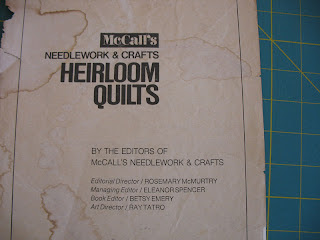 McCall's
NEEDLEWORK & CRAFTS
HEIRLOOM
QUILTS
BY THE EDITORS OF
McCALL'S NEEDLEWORK & CRAFTS
Editorial Director / ROSEMARY McMURTRY
Managing Editor / ELEANOR SPENCER
Book Editor / BETSY EMERY
Art Director / RAY TATRO